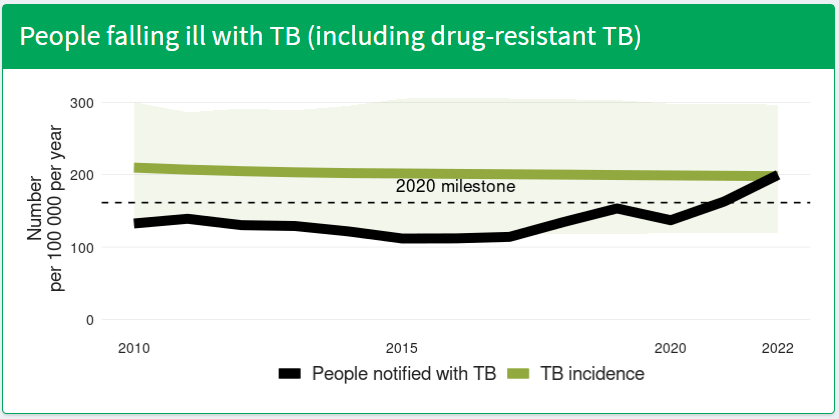 People falling ill with TB (including drug-resistant TB)
Number
per 100 000 per year
300
200
100
0
2020 milestone
2010
2015
2020
2022
People notified with TB
TB incidence